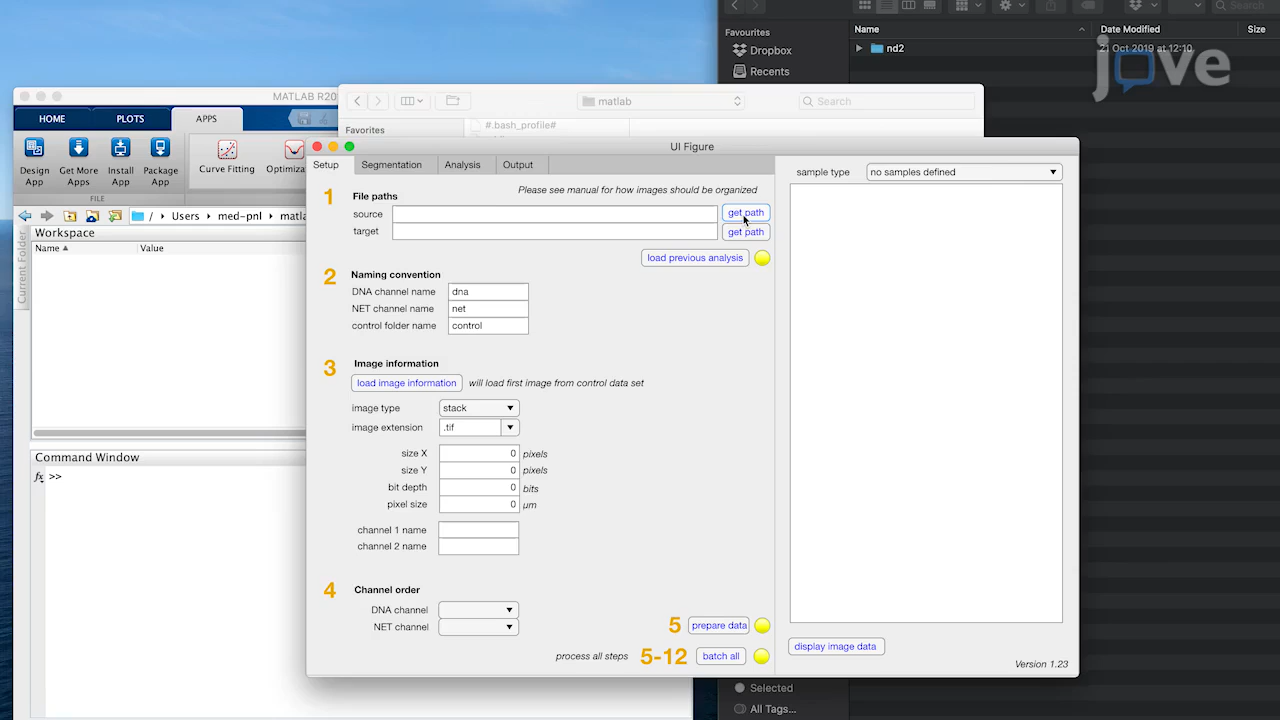 Search
Favourites
Name
Date Modified
Size
Dropbox
nd2
21 Oct 2019 at 12:10
Recents
jove
MATLAB R20
matlab
Search
HOME
PLOTS
APPS
Favorites
#.bash_profile#
Design App
Get More Apps
Install App
Package App
Curve Fitting
Optimiza
FILE
/ › Users › med-pnl › matla
Current Folder
Workspace
Name
Value
Command Window
fx >>
UI Figure
Setup
Segmentation
Analysis
Output
1
File paths
Please see manual for how images should be organized
source
get path
target
get path
load previous analysis
2
Naming convention
DNA channel name
dna
NET channel name
net
control folder name
control
3
Image information
load image information
will load first image from control data set
image type
stack
image extension
.tif
size X
0
pixels
size Y
0
pixels
bit depth
0
bits
pixel size
0
µm
channel 1 name
channel 2 name
4
Channel order
DNA channel
NET channel
5
prepare data
process all steps
5-12
batch all
sample type
no samples defined
display image data
Version 1.23
Selected
All Tags...